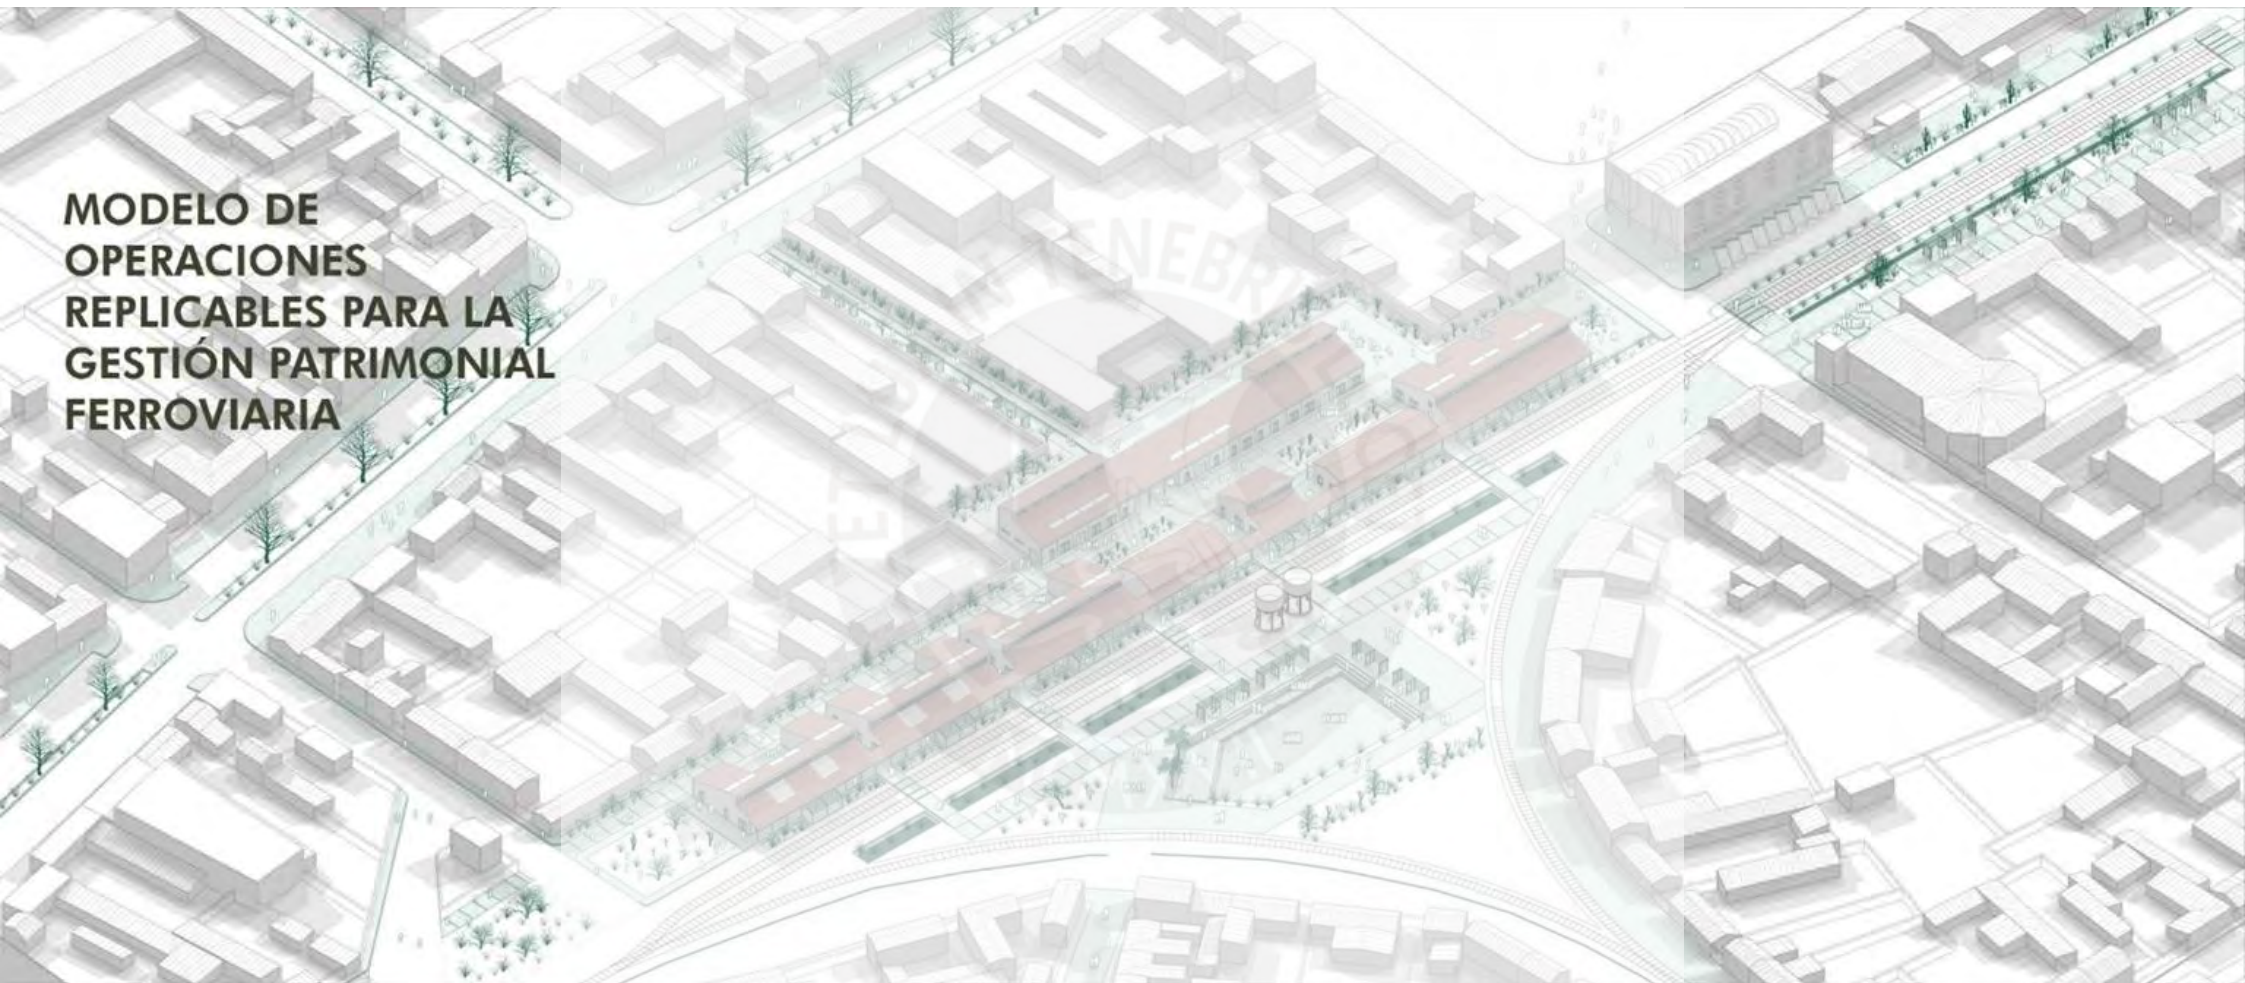 MODELO DE
OPERACIONES
REPLICABLES PARA LA
GESTIÓN PATRIMONIAL
FERROVIARIA